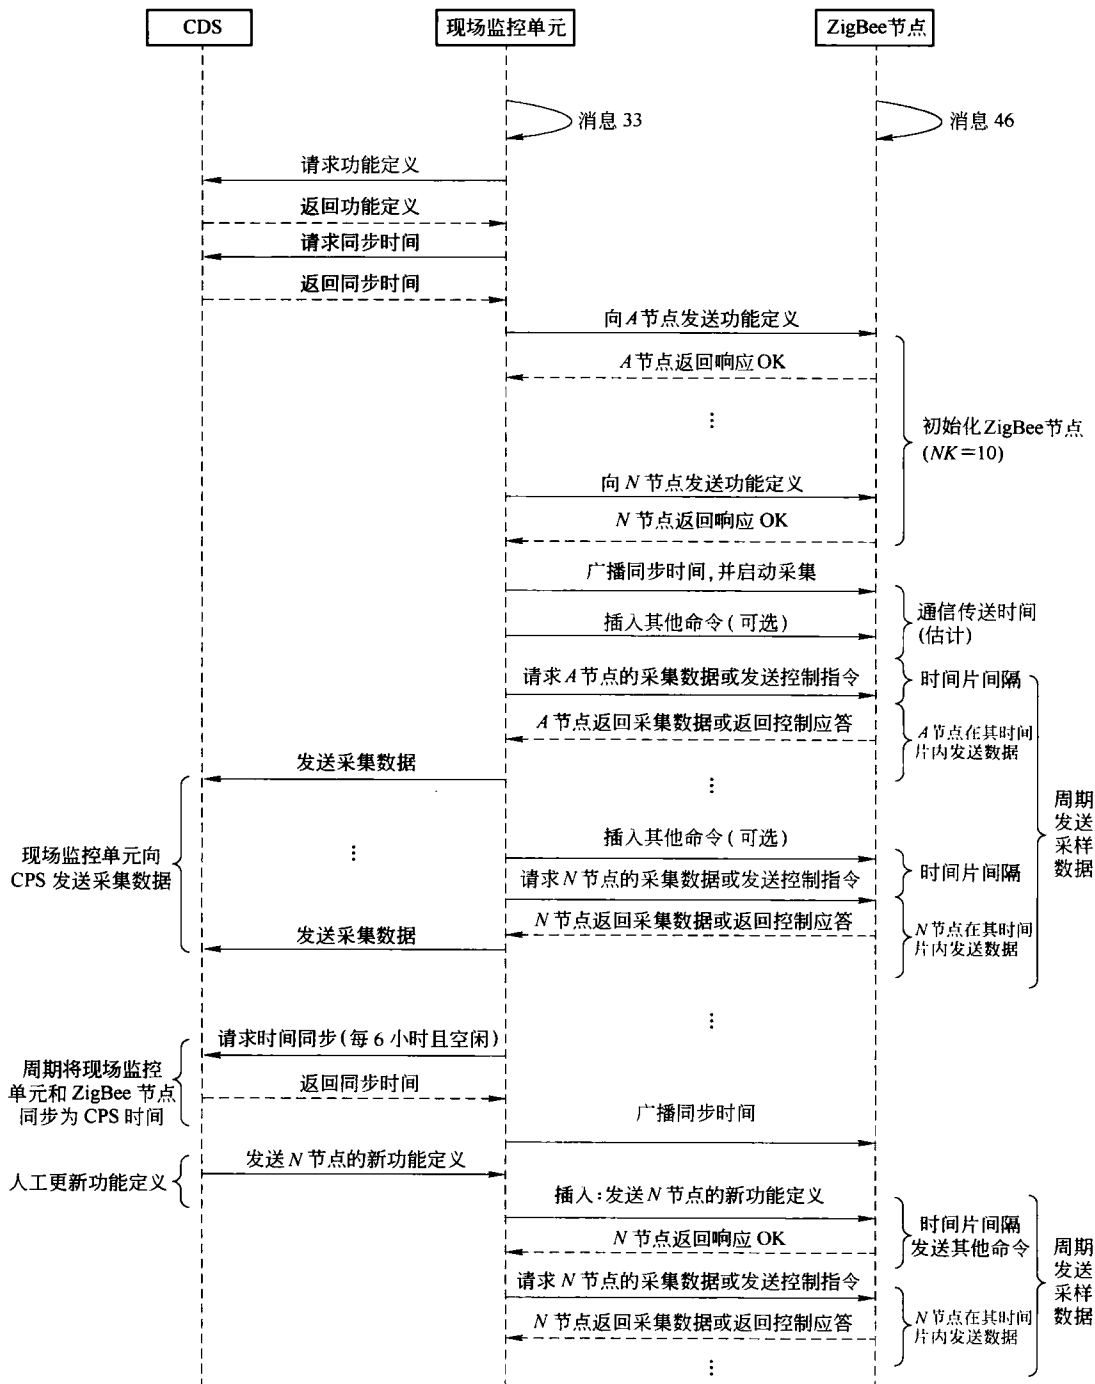 CDS
现场监控单元
ZigBee节点
消息 33
消息 46
请求功能定义
返回功能定义
请求同步时间
返回同步时间
向A节点发送功能定义
A节点返回响应OK
⋮
初始化ZigBee节点
(NK=10)
向 N 节点发送功能定义
N 节点返回响应 OK
广播同步时间,并启动采集
通信传送时间
(估计)
插入其他命令(可选)
请求A节点的采集数据或发送控制指令
时间片间隔
A节点返回采集数据或返回控制应答
A节点在其时间
片内发送数据
发送采集数据
⋮
周期
发送
采样
数据
插入其他命令(可选)
现场监控单元向
CPS 发送采集数据
⋮
请求N节点的采集数据或发送控制指令
时间片间隔
N节点返回采集数据或返回控制应答
N节点在其时间
片内发送数据
发送采集数据
⋮
请求时间同步(每 6 小时且空闲)
周期将现场监控
单元和 ZigBee 节点
同步为 CPS 时间
返回同步时间
广播同步时间
发送N节点的新功能定义
人工更新功能定义
插入:发送N节点的新功能定义
时间片间隔
发送其他命令
N节点返回响应OK
周期
发送
采样
数据
请求N节点的采集数据或发送控制指令
N节点返回采集数据或返回控制应答
N节点在其时间
片内发送数据
⋮